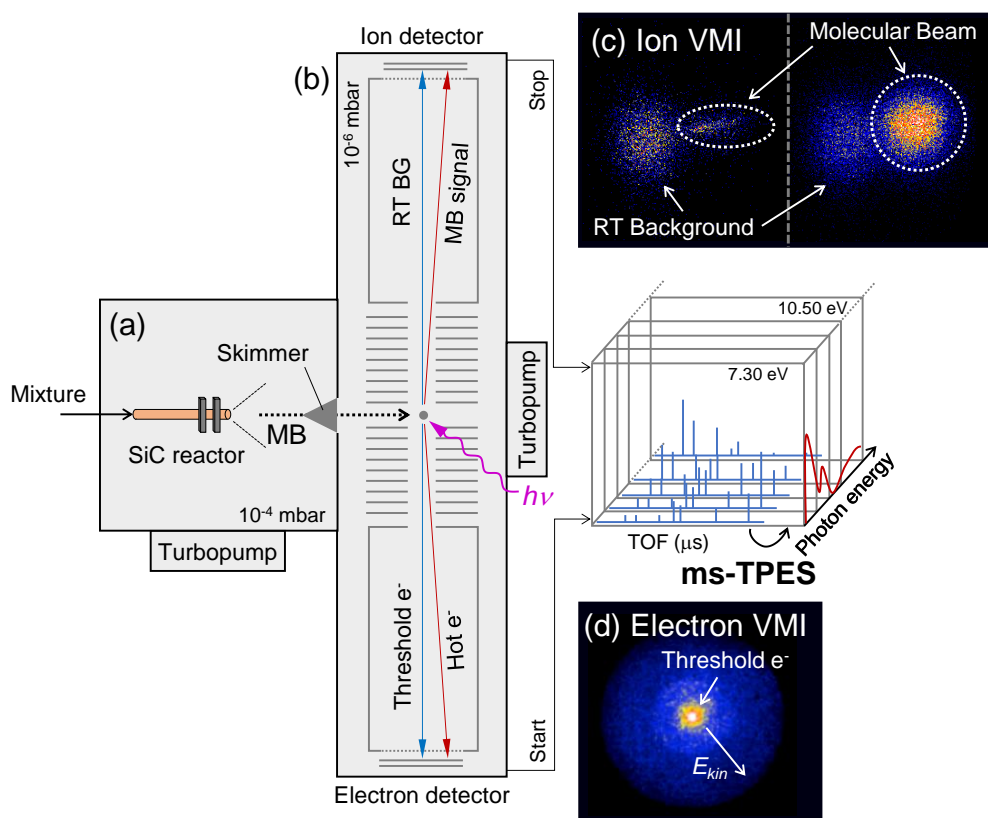 Ion detector
(b)
10⁻⁶ mbar
RT BG
MB signal
Stop
(c) Ion VMI
Molecular Beam
RT Background
(a)
Skimmer
Mixture
MB
SiC reactor
10⁻⁴ mbar
Turbopump
Turbopump
hν
10.50 eV
7.30 eV
TOF (μs)
Photon energy
ms-TPES
Threshold e⁻
Hot e⁻
Start
Electron detector
(d) Electron VMI
Threshold e⁻
E_kin